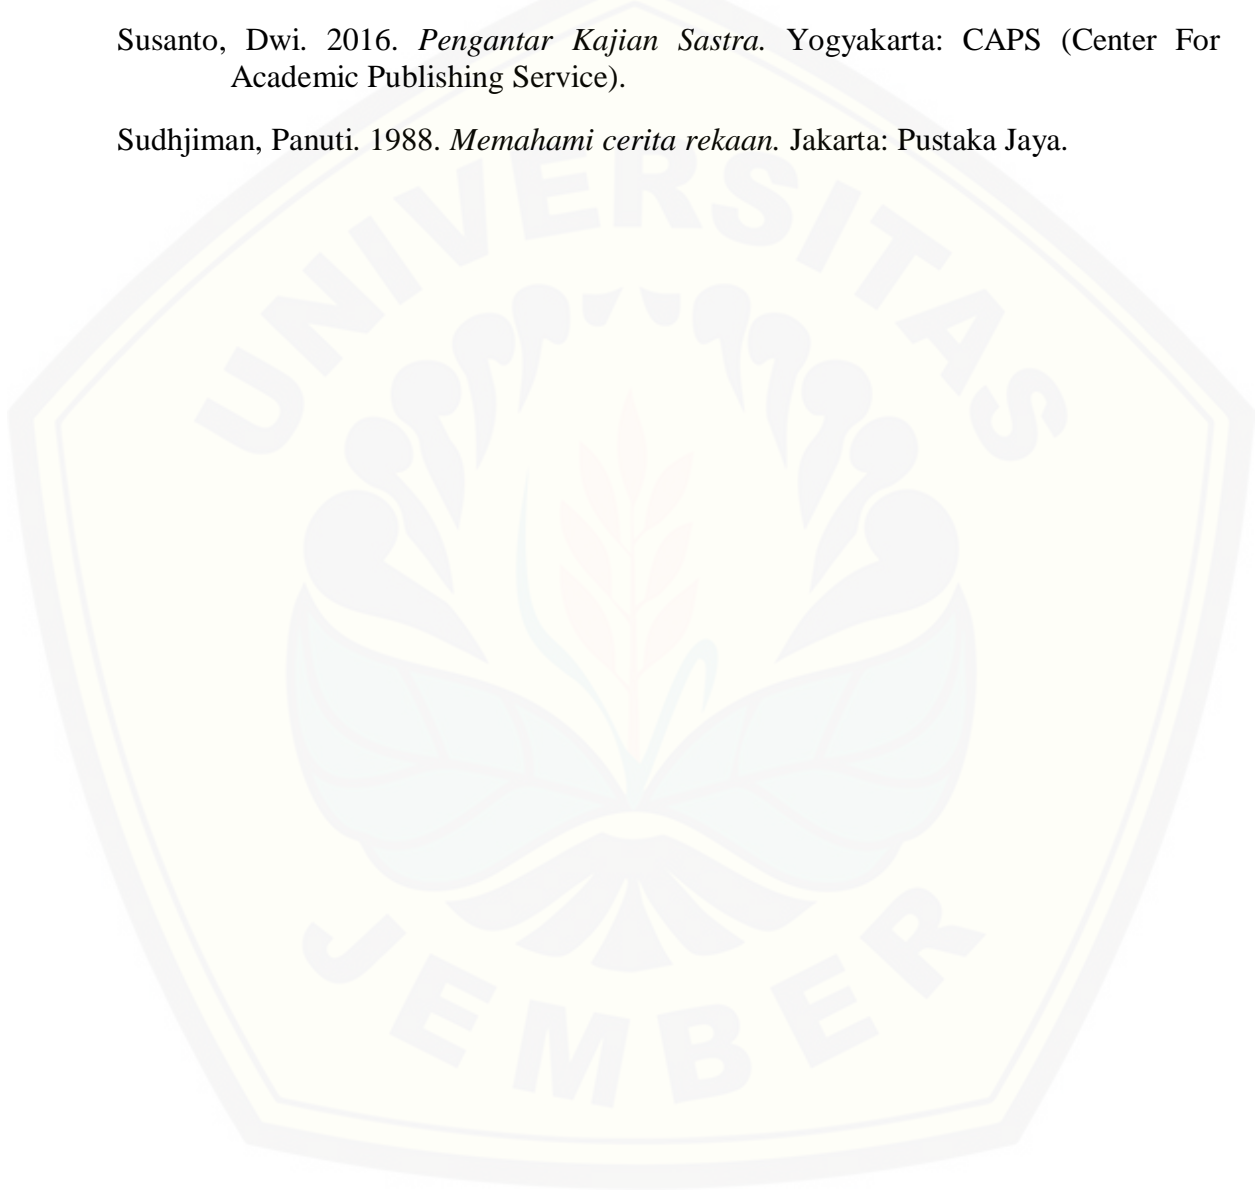 Susanto, Dwi. 2016. Pengantar Kajian Sastra. Yogyakarta: CAPS (Center For
Academic Publishing Service).
Sudhjiman, Panuti. 1988. Memahami cerita rekaan. Jakarta: Pustaka Jaya.
UNIVERSITAS
JEMBER